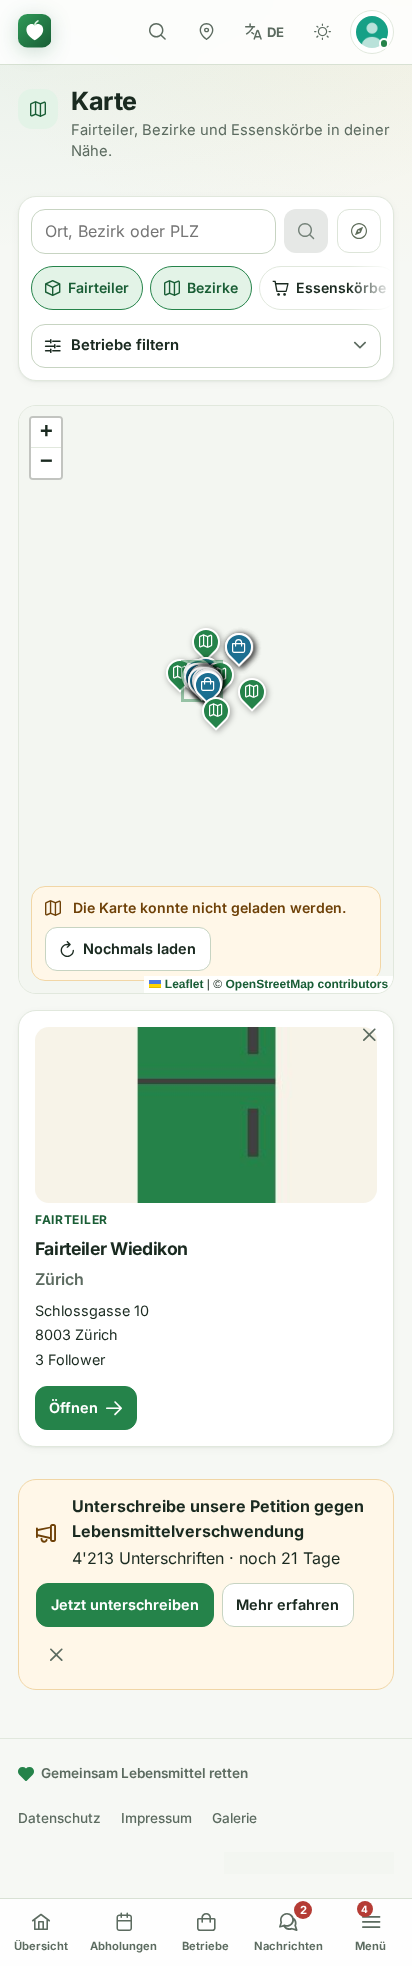 DE
Karte
Fairteiler, Bezirke und Essenskörbe in deiner
Nähe.
Ort, Bezirk oder PLZ
Fairteiler
Bezirke
Essenskörbe
Betriebe filtern
+
−
Die Karte konnte nicht geladen werden.
Nochmals laden
Leaflet | © OpenStreetMap contributors
FAIRTEILER
Fairteiler Wiedikon
Zürich
Schlossgasse 10
8003 Zürich
3 Follower
Öffnen
Unterschreibe unsere Petition gegen
Lebensmittelverschwendung
4'213 Unterschriften · noch 21 Tage
Jetzt unterschreiben
Mehr erfahren
Gemeinsam Lebensmittel retten
Datenschutz
Impressum
Galerie
2
4
Übersicht
Abholungen
Betriebe
Nachrichten
Menü